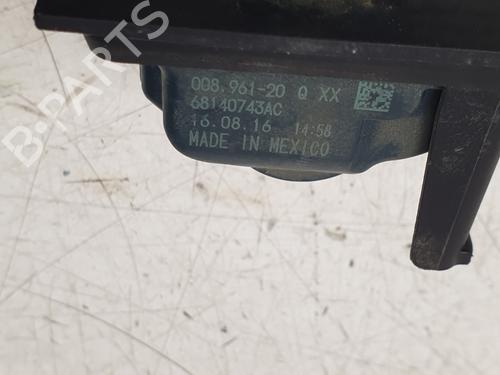 008.961-20 Q XX
68140743AC
16.08.16 14:58
MADE IN MEXICO
B-PARTS